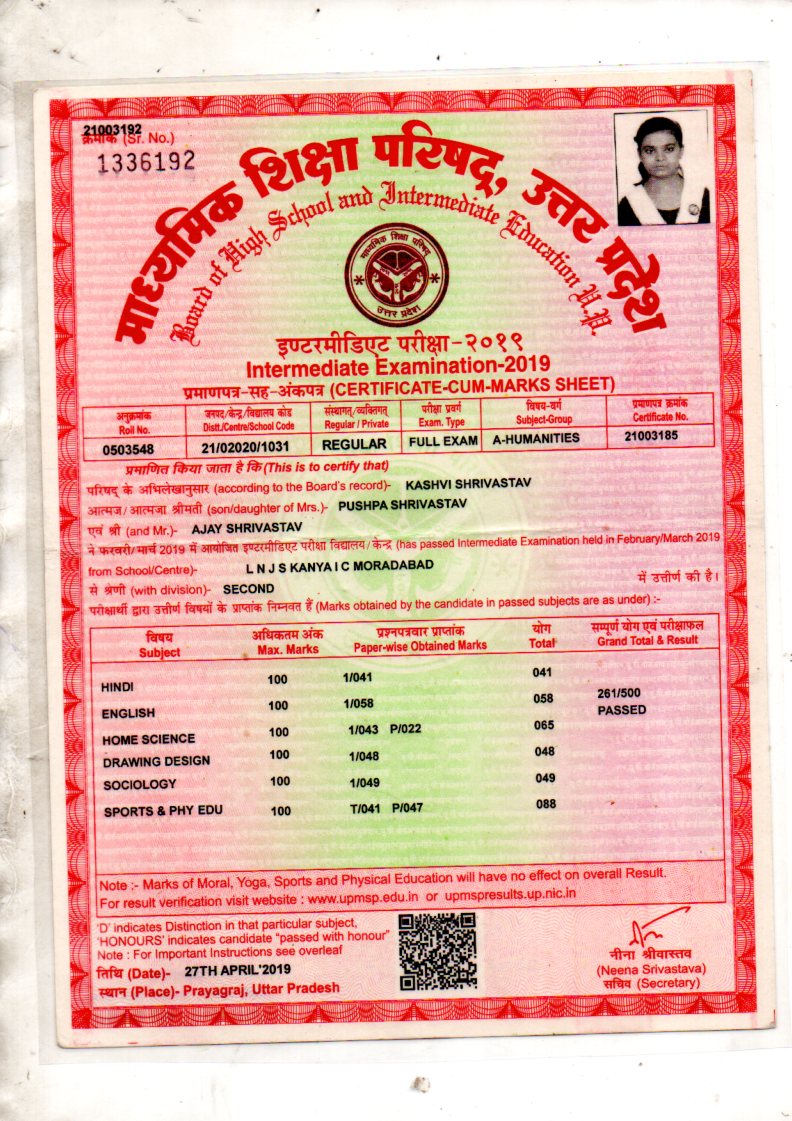 21003192
क्रमांक (Sr. No.)
1336192
माध्यमिक शिक्षा परिषद्, उत्तर प्रदेश
Board of High School and Intermediate Education U.P.
माध्यमिक शिक्षा परिषद्
उत्तर प्रदेश
इण्टरमीडिएट परीक्षा-२०१९
Intermediate Examination-2019
प्रमाणपत्र-सह-अंकपत्र (CERTIFICATE-CUM-MARKS SHEET)
अनुक्रमांक जनपद/केन्द्र/विद्यालय कोड संस्थागत/व्यक्तिगत परीक्षा प्रवर्ग विषय-वर्ग प्रमाणपत्र क्रमांक
Roll No. Distt./Centre/School Code Regular / Private Exam. Type Subject-Group Certificate No.
0503548 21/02020/1031 REGULAR FULL EXAM A-HUMANITIES 21003185
प्रमाणित किया जाता है कि (This is to certify that)
परिषद् के अभिलेखानुसार (according to the Board's record)- KASHVI SHRIVASTAV
आत्मज/आत्मजा श्रीमती (son/daughter of Mrs.)- PUSHPA SHRIVASTAV
एवं श्री (and Mr.)- AJAY SHRIVASTAV
ने फरवरी/मार्च 2019 में आयोजित इण्टरमीडिएट परीक्षा विद्यालय/केन्द्र (has passed Intermediate Examination held in February/March 2019
from School/Centre)- L N J S KANYA I C MORADABAD
से श्रेणी (with division)- SECOND में उत्तीर्ण की है।
परीक्षार्थी द्वारा उत्तीर्ण विषयों के प्राप्तांक निम्नवत हैं (Marks obtained by the candidate in passed subjects are as under) :-
विषय अधिकतम अंक प्रश्नपत्रवार प्राप्तांक योग सम्पूर्ण योग एवं परीक्षाफल
Subject Max. Marks Paper-wise Obtained Marks Total Grand Total & Result
HINDI 100 1/041 041
ENGLISH 100 1/058 058 261/500
PASSED
HOME SCIENCE 100 1/043 P/022 065
DRAWING DESIGN 100 1/048 048
SOCIOLOGY 100 1/049 049
SPORTS & PHY EDU 100 T/041 P/047 088
Note :- Marks of Moral, Yoga, Sports and Physical Education will have no effect on overall Result.
For result verification visit website : www.upmsp.edu.in or upmspresults.up.nic.in
'D' indicates Distinction in that particular subject,
'HONOURS' indicates candidate "passed with honour"
Note : For Important Instructions see overleaf
तिथि (Date)- 27TH APRIL'2019
स्थान (Place)- Prayagraj, Uttar Pradesh
नीना श्रीवास्तव
(Neena Srivastava)
सचिव (Secretary)